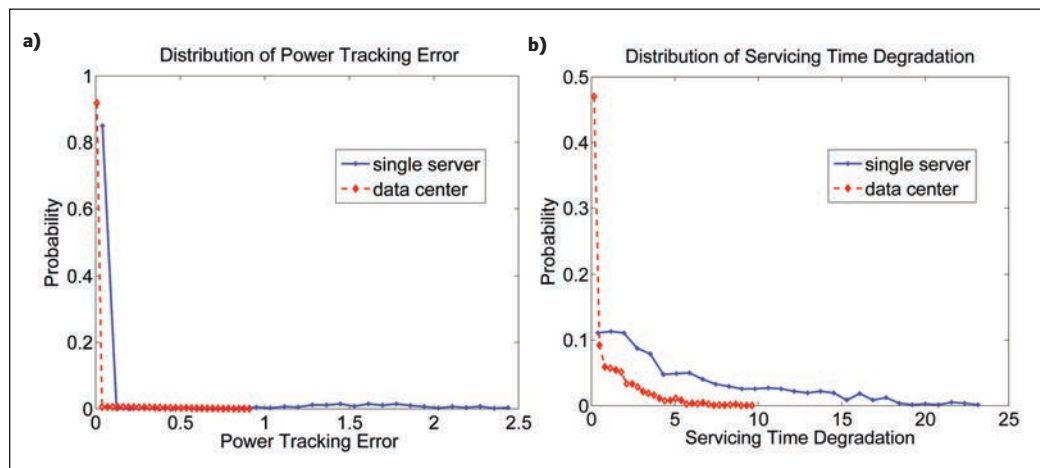 a)
Distribution of Power Tracking Error
1
0.8
0.6
0.4
0.2
0
Probability
single server
data center
0
0.5
1
1.5
2
2.5
Power Tracking Error
b)
Distribution of Servicing Time Degradation
0.5
0.4
0.3
0.2
0.1
0
Probability
single server
data center
0
5
10
15
20
25
Servicing Time Degradation